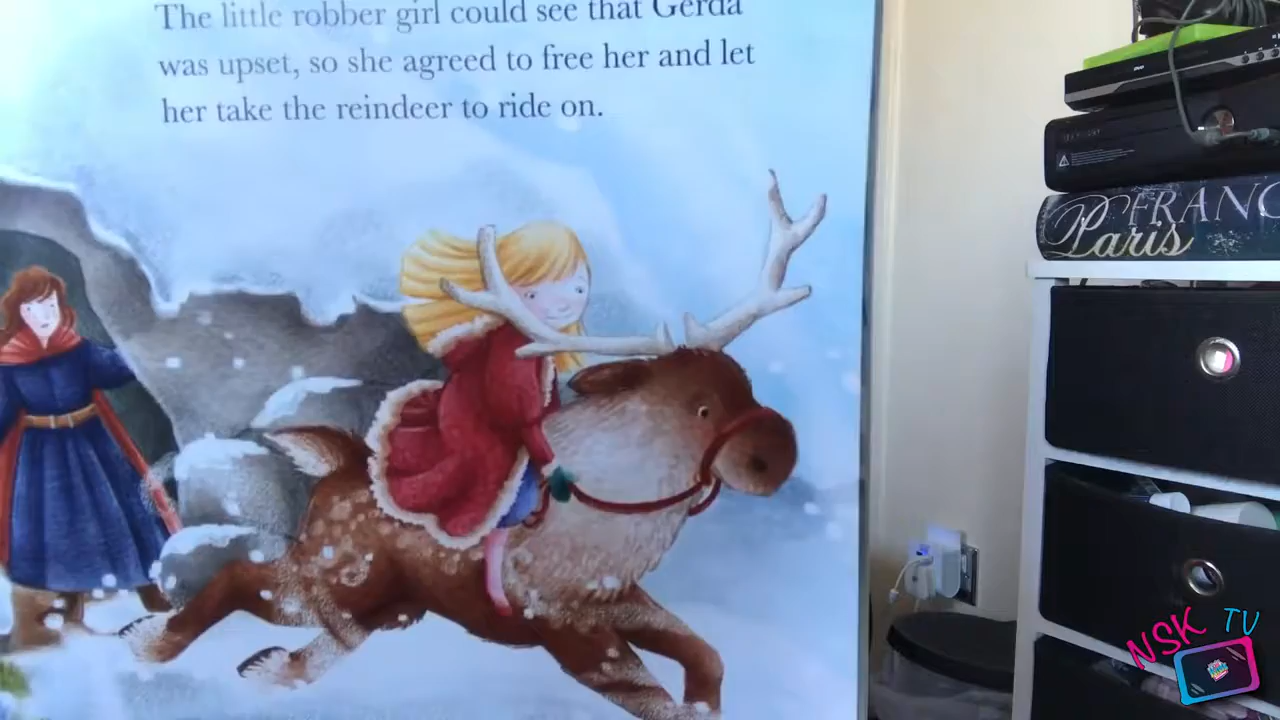 The little robber girl could see that Gerda
was upset, so she agreed to free her and let
her take the reindeer to ride on.
FRANC
Paris
NSK TV